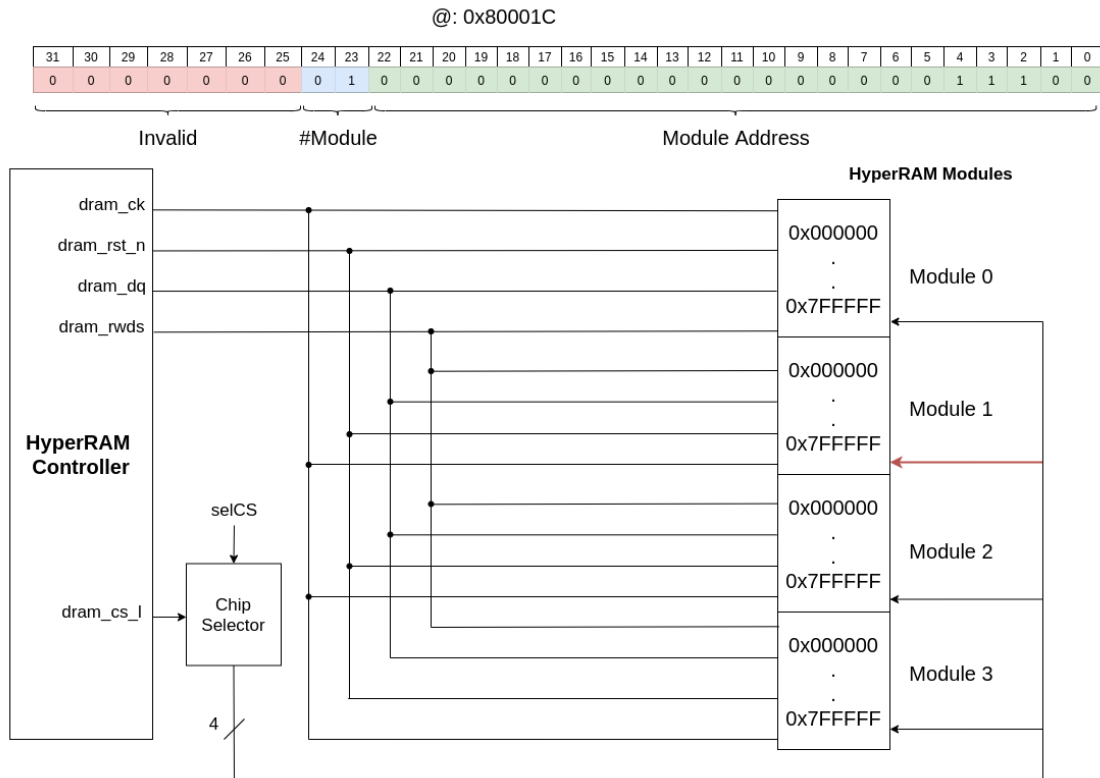 @: 0x80001C
31 30 29 28 27 26 25 24 23 22 21 20 19 18 17 16 15 14 13 12 11 10 9 8 7 6 5 4 3 2 1 0
0 0 0 0 0 0 0 0 1 0 0 0 0 0 0 0 0 0 0 0 0 0 0 0 0 0 0 1 1 1 0 0
Invalid #Module Module Address
HyperRAM Modules
dram_ck
dram_rst_n
dram_dq
dram_rwds
HyperRAM
Controller
dram_cs_l
selCS
Chip
Selector
4
0x000000
.
.
0x7FFFFF
Module 0
0x000000
.
.
0x7FFFFF
Module 1
0x000000
.
.
0x7FFFFF
Module 2
0x000000
.
.
0x7FFFFF
Module 3